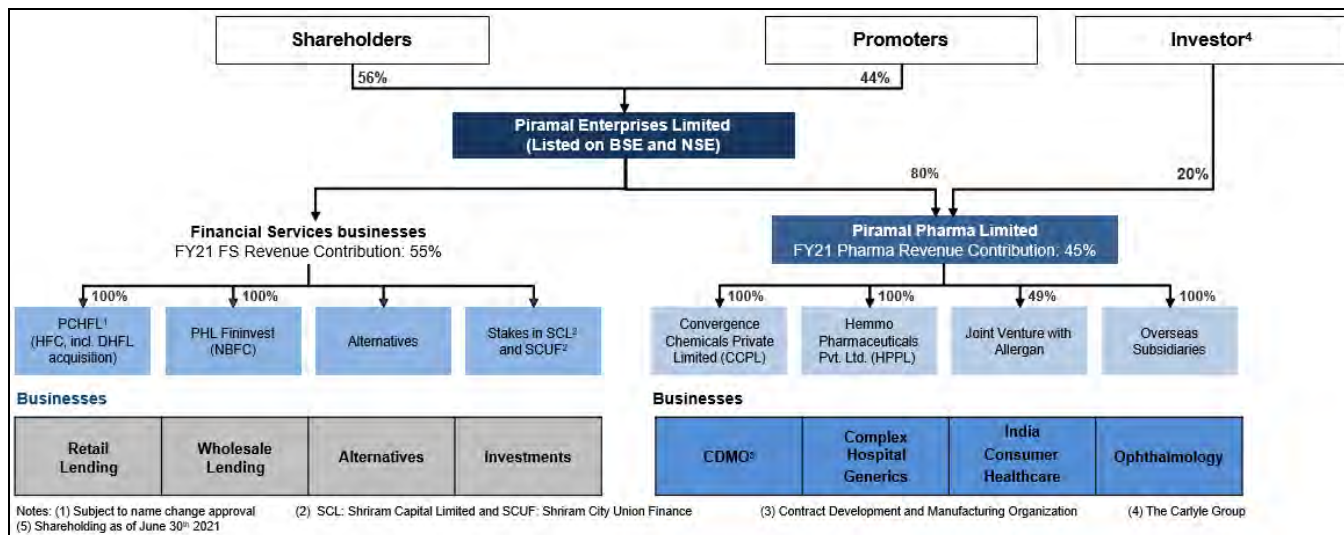 Shareholders
Promoters
Investor⁴
56%
44%
Piramal Enterprises Limited
(Listed on BSE and NSE)
80%
20%
Financial Services businesses
FY21 FS Revenue Contribution: 55%
Piramal Pharma Limited
FY21 Pharma Revenue Contribution: 45%
100%
100%
100%
100%
49%
100%
PCHFL¹
(HFC, incl. DHFL
acquisition)
PHL Fininvest
(NBFC)
Alternatives
Stakes in SCL²
and SCUF²
Convergence
Chemicals Private
Limited (CCPL)
Hemmo
Pharmaceuticals
Pvt. Ltd. (HPPL)
Joint Venture with
Allergan
Overseas
Subsidiaries
Businesses
Businesses
Retail
Lending
Wholesale
Lending
Alternatives
Investments
CDMO³
Complex
Hospital
Generics
India
Consumer
Healthcare
Ophthalmology
Notes: (1) Subject to name change approval
(2) SCL: Shriram Capital Limited and SCUF: Shriram City Union Finance
(3) Contract Development and Manufacturing Organization
(4) The Carlyle Group
(5) Shareholding as of June 30th 2021